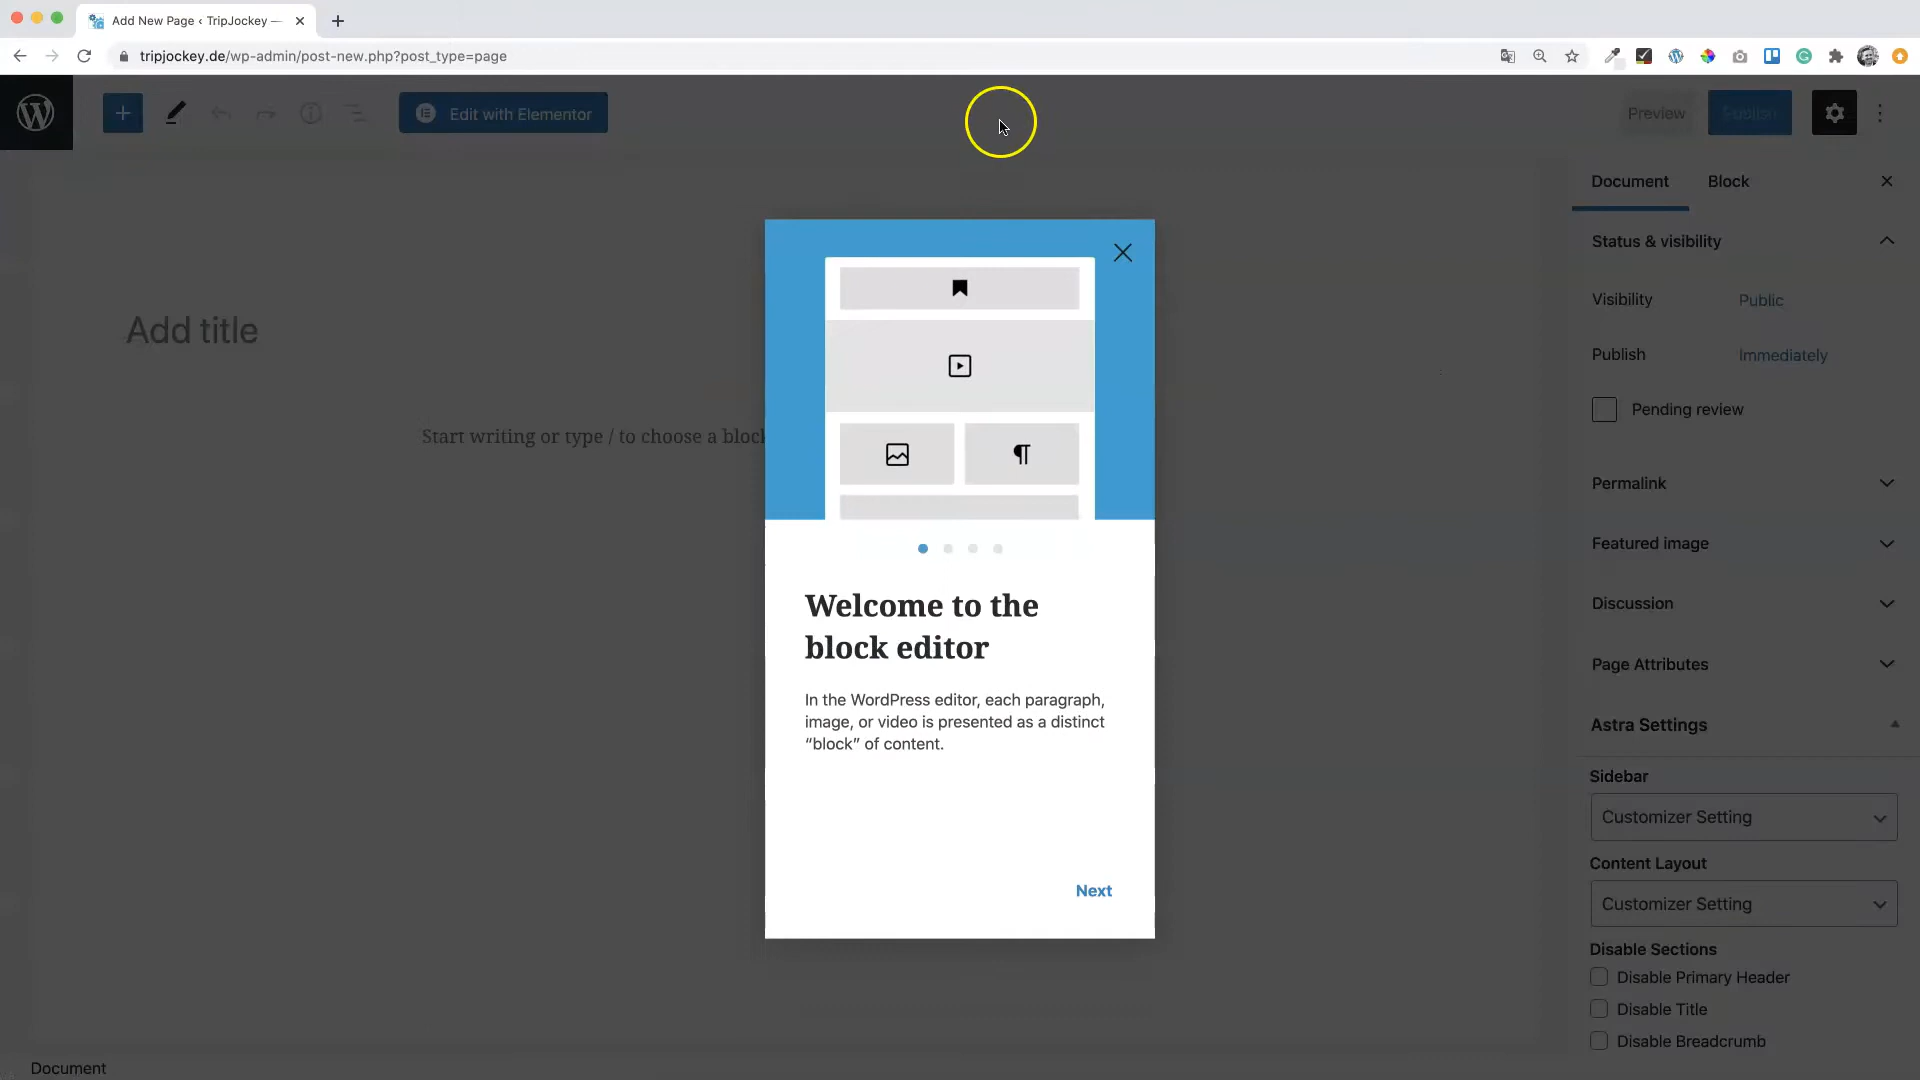 Add New Page ‹ TripJockey —
tripjockey.de/wp-admin/post-new.php?post_type=page
Edit with Elementor
Preview
Publish
Document
Block
Status & visibility
Visibility
Public
Publish
Immediately
Pending review
Permalink
Featured image
Discussion
Page Attributes
Astra Settings
Sidebar
Customizer Setting
Content Layout
Customizer Setting
Disable Sections
Disable Primary Header
Disable Title
Disable Breadcrumb
Add title
Start writing or type / to choose a block
Welcome to the
block editor
In the WordPress editor, each paragraph,
image, or video is presented as a distinct
“block” of content.
Next
Document